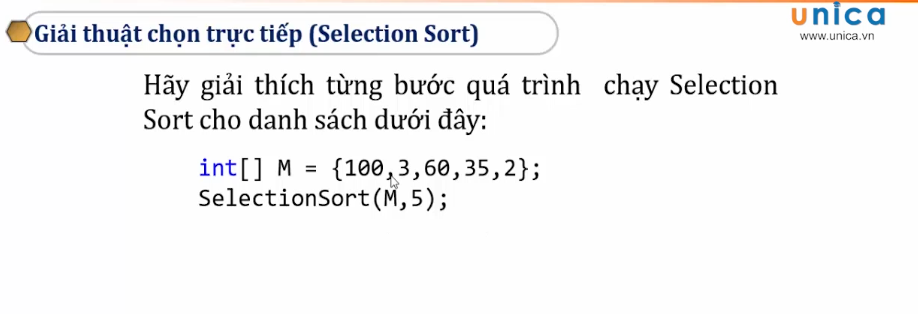 Giải thuật chọn trực tiếp (Selection Sort)
unica
www.unica.vn
Hãy giải thích từng bước quá trình chạy Selection
Sort cho danh sách dưới đây:
int[] M = {100,3,60,35,2};
SelectionSort(M,5);